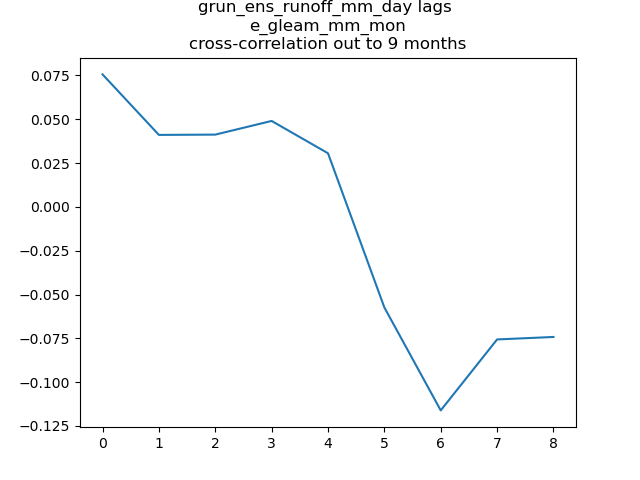 grun_ens_runoff_mm_day lags
e_gleam_mm_mon
cross-correlation out to 9 months
0.075
0.050
0.025
0.000
−0.025
−0.050
−0.075
−0.100
−0.125
0 1 2 3 4 5 6 7 8